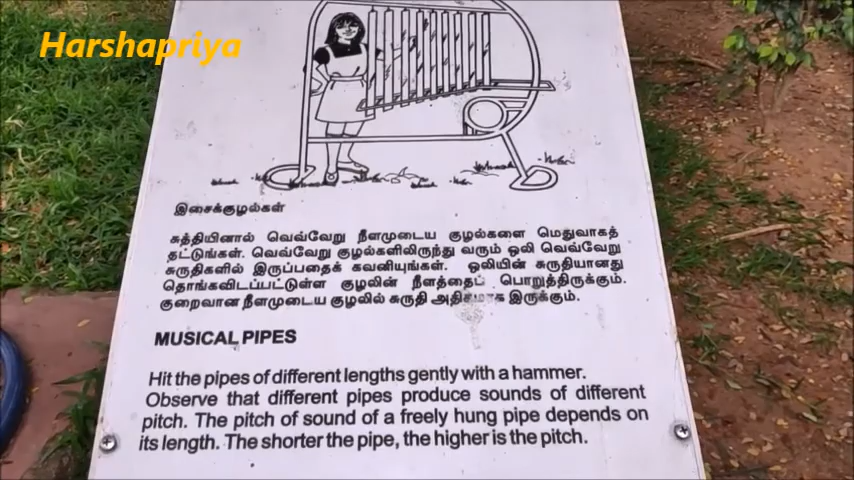 Harshapriya
இசைக்குழல்கள்
சுத்தியினால் வெவ்வேறு நீளமுடைய குழல்களை மெதுவாகத்
தட்டுங்கள். வெவ்வேறு குழல்களிலிருந்து வரும் ஒலி வெவ்வேறு
சுருதிகளில் இருப்பதைக் கவனியுங்கள். ஒலியின் சுருதியானது
தொங்கவிடப்பட்டுள்ள குழலின் நீளத்தைப் பொறுத்திருக்கும்.
குறைவான நீளமுடைய குழலில் சுருதி அதிகமாக இருக்கும்.
MUSICAL PIPES
Hit the pipes of different lengths gently with a hammer.
Observe that different pipes produce sounds of different
pitch. The pitch of sound of a freely hung pipe depends on
its length. The shorter the pipe, the higher is the pitch.